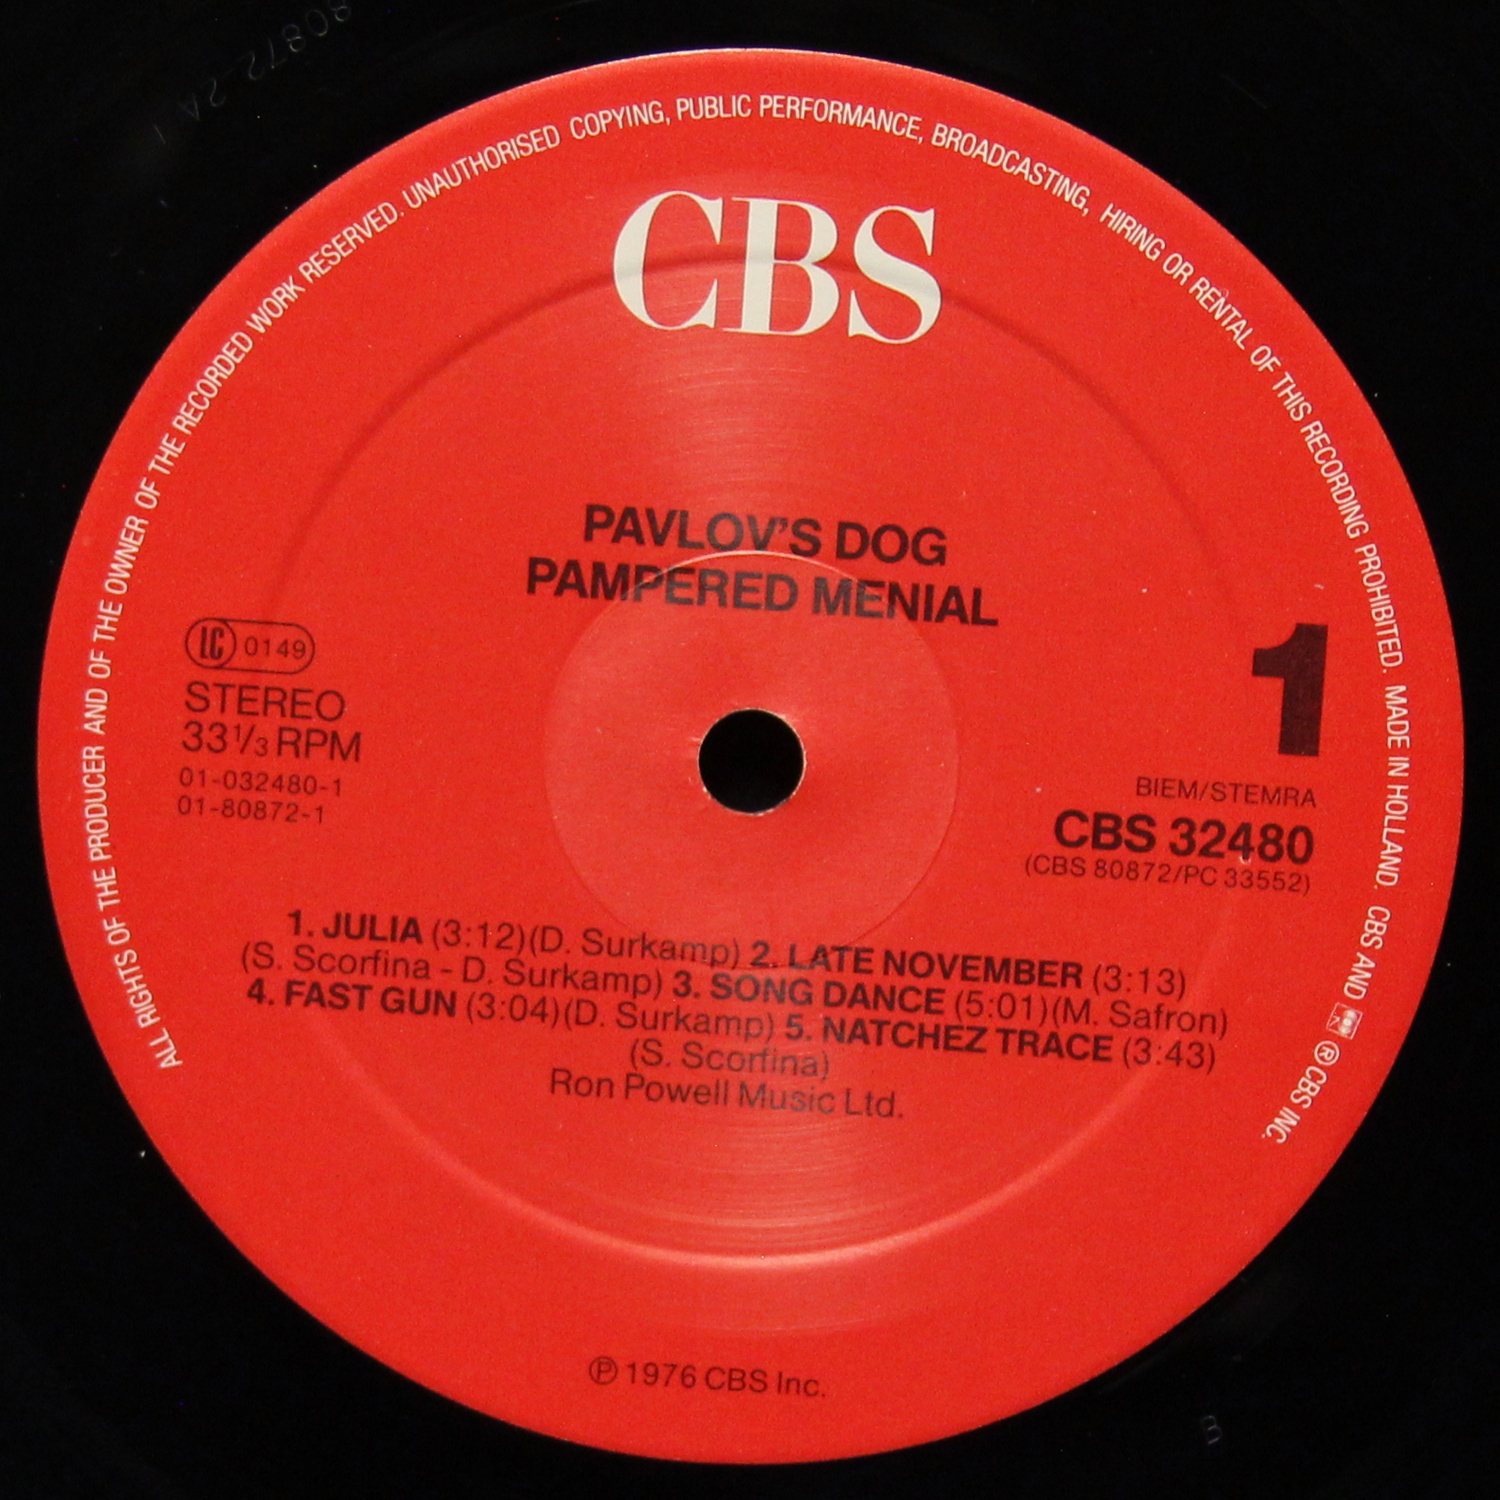 ALL RIGHTS OF THE PRODUCER AND OF THE OWNER OF THE RECORDED WORK RESERVED. UNAUTHORISED COPYING, PUBLIC PERFORMANCE, BROADCASTING, HIRING OR RENTAL OF THIS RECORDING PROHIBITED. MADE IN HOLLAND. CBS AND ® CBS INC.
CBS
PAVLOV'S DOG
PAMPERED MENIAL
LC 0149
STEREO
33 1/3 RPM
01-032480-1
01-80872-1
1
BIEM/STEMRA
CBS 32480
(CBS 80872/PC 33552)
1. JULIA (3:12)(D. Surkamp) 2. LATE NOVEMBER (3:13)
(S. Scorfina - D. Surkamp) 3. SONG DANCE (5:01)(M. Safron)
4. FAST GUN (3:04)(D. Surkamp) 5. NATCHEZ TRACE (3:43)
(S. Scorfina)
Ron Powell Music Ltd.
℗ 1976 CBS Inc.
B